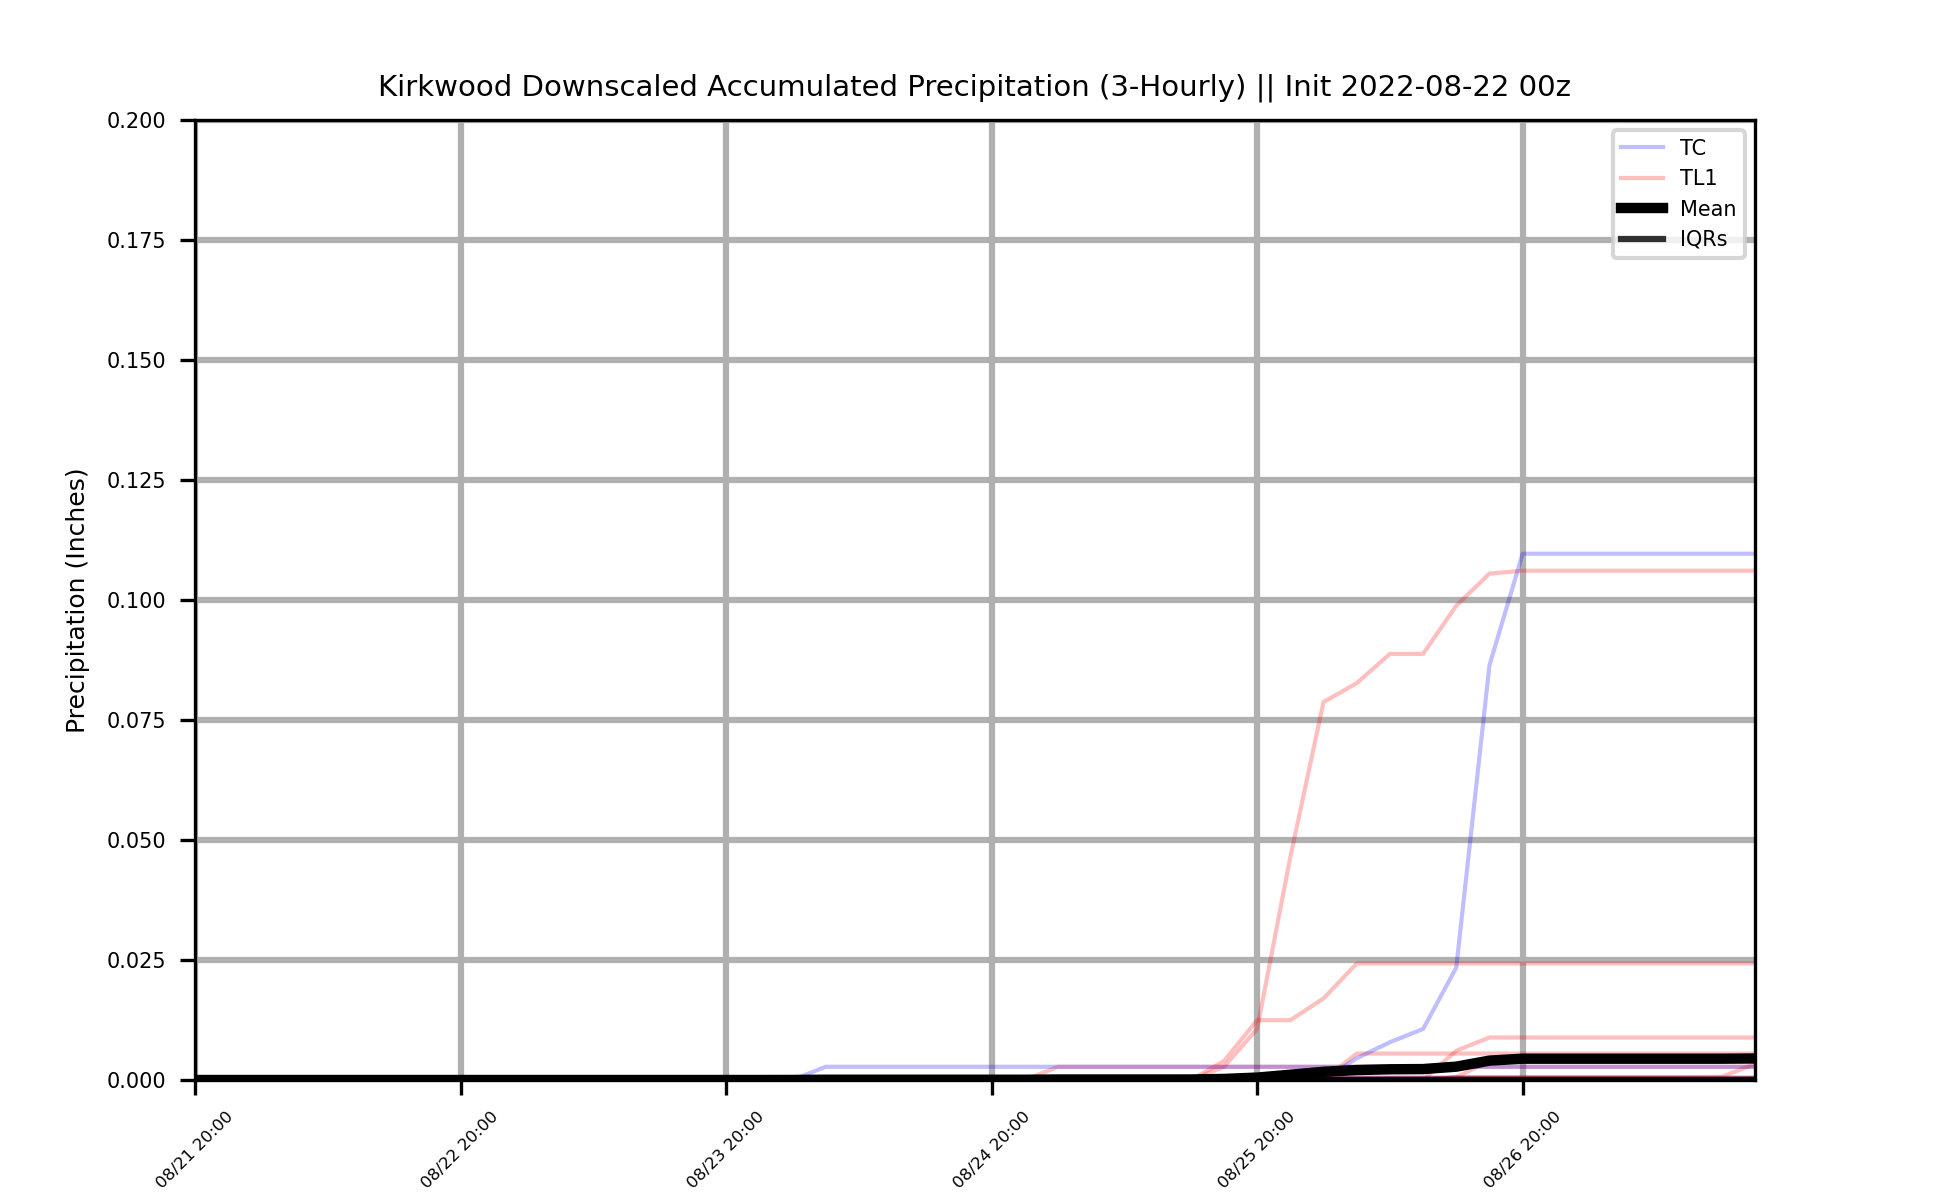 Kirkwood Downscaled Accumulated Precipitation (3-Hourly) || Init 2022-08-22 00z
TC
TL1
Mean
IQRs
Precipitation (Inches)
0.200
0.175
0.150
0.125
0.100
0.075
0.050
0.025
0.000
08/21 20:00
08/22 20:00
08/23 20:00
08/24 20:00
08/25 20:00
08/26 20:00